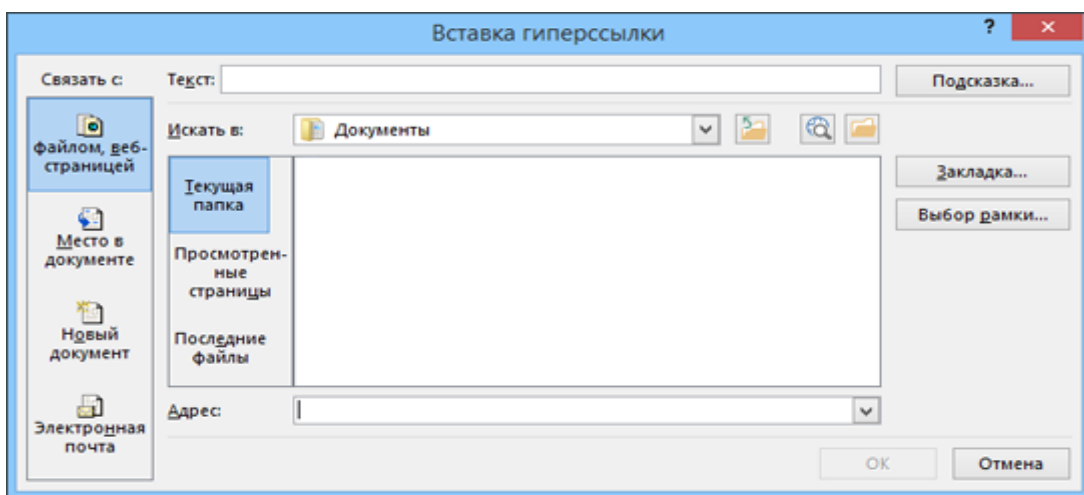 Вставка гиперссылки
?
Связать с:
Текст:
Подсказка...
файлом, веб-
страницей
Искать в:
Документы
Текущая
папка
Закладка...
Выбор рамки...
Место в
документе
Просмотрен-
ные
страницы
Новый
документ
Последние
файлы
Электронная
почта
Адрес:
ОК
Отмена